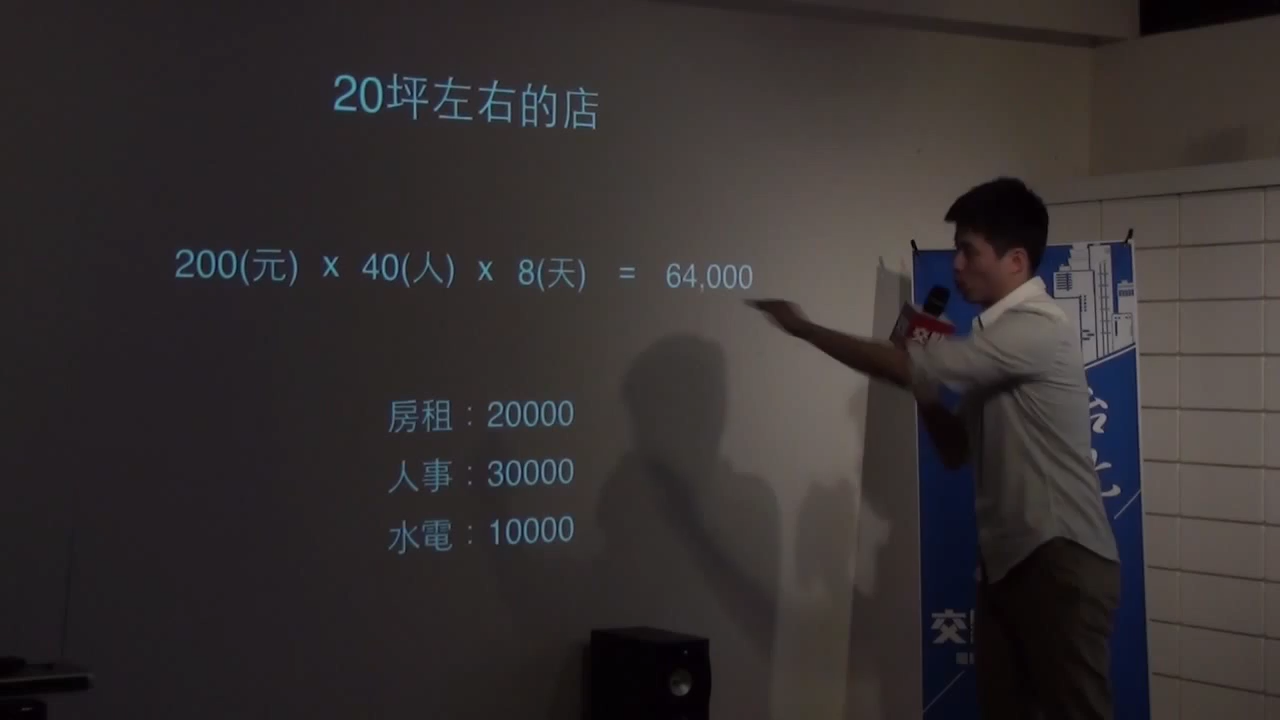 20坪左右的店
200(元) x 40(人) x 8(天) = 64,000
房租：20000
人事：30000
水電：10000
交